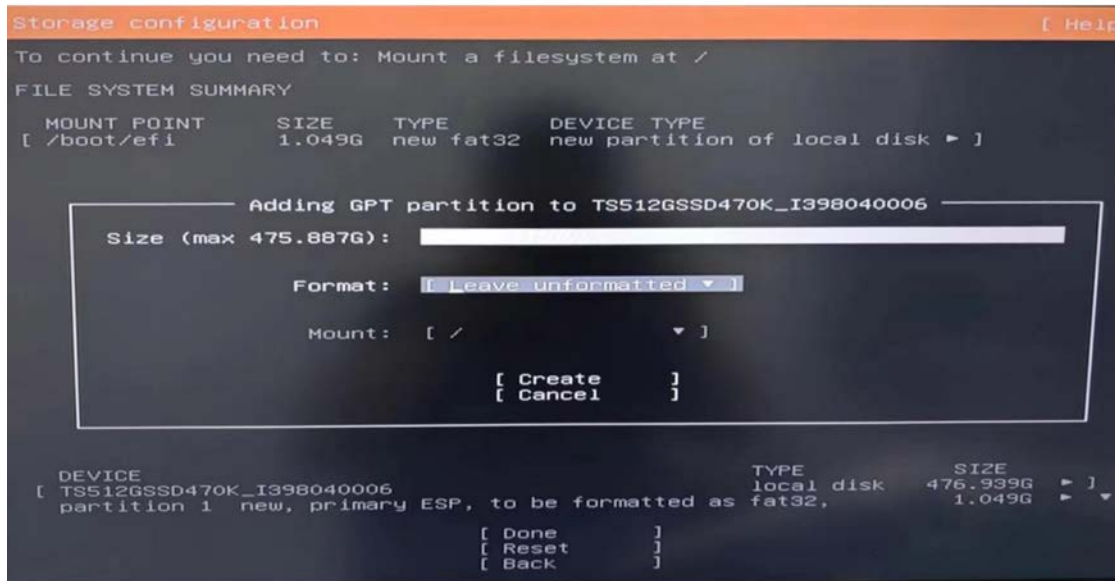 Storage configuration [ Help
To continue you need to: Mount a filesystem at /
FILE SYSTEM SUMMARY
MOUNT POINT SIZE TYPE DEVICE TYPE
[ /boot/efi 1.049G new fat32 new partition of local disk ► ]
Adding GPT partition to TS512GSSD470K_I398040006
Size (max 475.887G):
Format: [ Leave unformatted ▼ ]
Mount: [ / ▼ ]
[ Create ]
[ Cancel ]
DEVICE TYPE SIZE
[ TS512GSSD470K_I398040006 local disk 476.939G ► ]
partition 1 new, primary ESP, to be formatted as fat32, 1.049G ► ▼
[ Done ]
[ Reset ]
[ Back ]